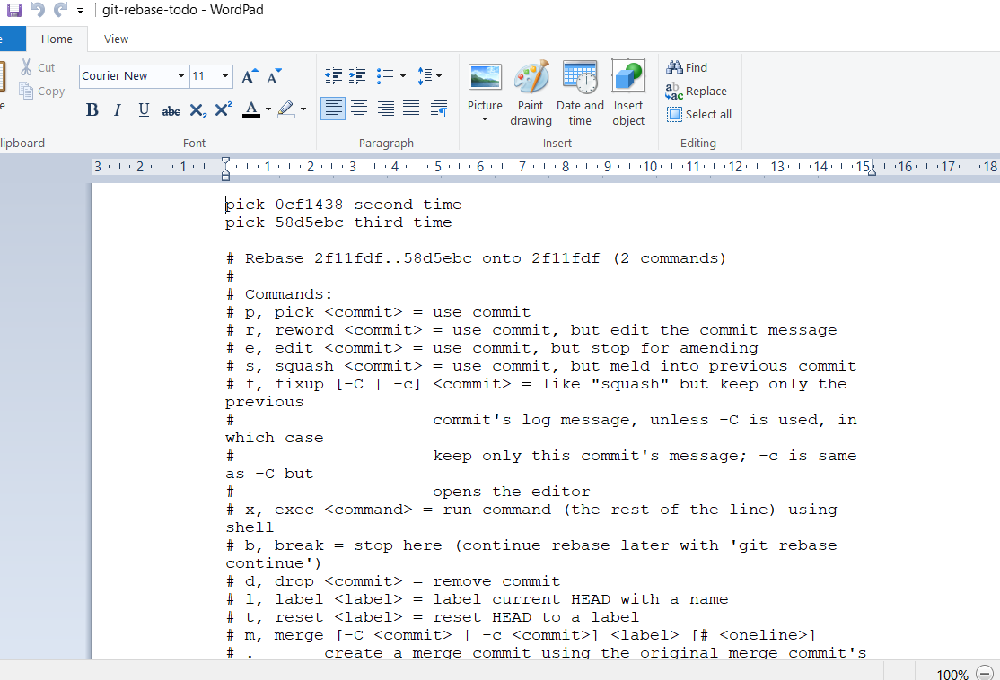 git-rebase-todo - WordPad
Home View
Cut
Copy
Courier New 11
B I U abc X₂ X² A
Picture Paint drawing Date and time Insert object
Find
Replace
Select all
Font Paragraph Insert Editing
3 2 1 1 2 3 4 5 6 7 8 9 10 11 12 13 14 15 16 17 18
pick 0cf1438 second time
pick 58d5ebc third time
# Rebase 2f11fdf..58d5ebc onto 2f11fdf (2 commands)
#
# Commands:
# p, pick <commit> = use commit
# r, reword <commit> = use commit, but edit the commit message
# e, edit <commit> = use commit, but stop for amending
# s, squash <commit> = use commit, but meld into previous commit
# f, fixup [-C | -c] <commit> = like "squash" but keep only the
previous
# commit's log message, unless -C is used, in
which case
# keep only this commit's message; -c is same
as -C but
# opens the editor
# x, exec <command> = run command (the rest of the line) using
shell
# b, break = stop here (continue rebase later with 'git rebase --
continue')
# d, drop <commit> = remove commit
# l, label <label> = label current HEAD with a name
# t, reset <label> = reset HEAD to a label
# m, merge [-C <commit> | -c <commit>] <label> [# <oneline>]
# . create a merge commit using the original merge commit's
100%